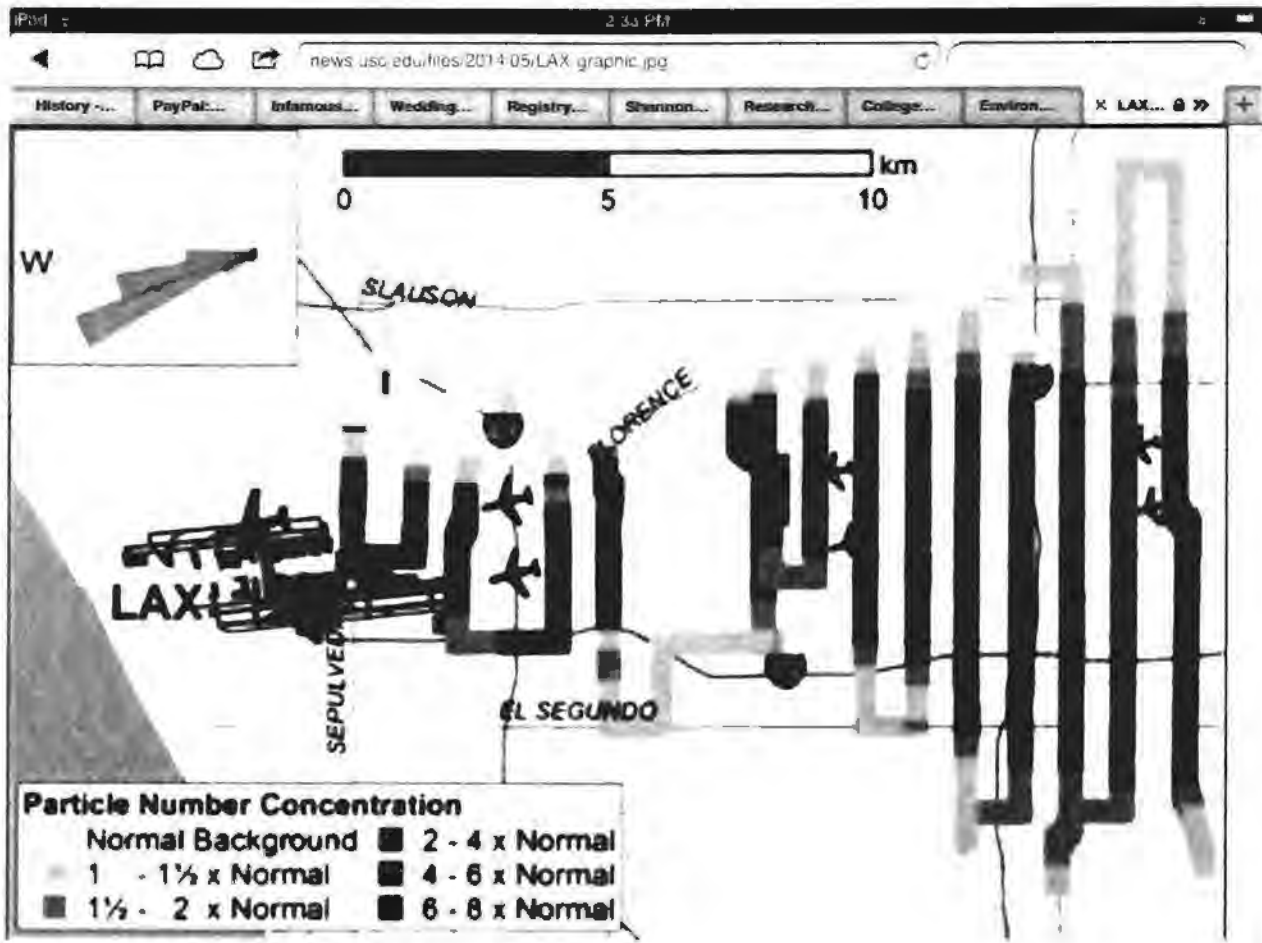 iPad
2:33 PM
news.usc.edu/files/2014/05/LAX-graphic.jpg
History -... PayPal:... Infamous... Wedding... Registry... Shannon... Research... College:... Environ... × LAX... »  +
km
0 5 10
W
SLAUSON
FLORENCE
LAX
SEPULVEDA
EL SEGUNDO
Particle Number Concentration
Normal Background
1 - 1½ x Normal
1½ - 2 x Normal
2 - 4 x Normal
4 - 6 x Normal
6 - 8 x Normal